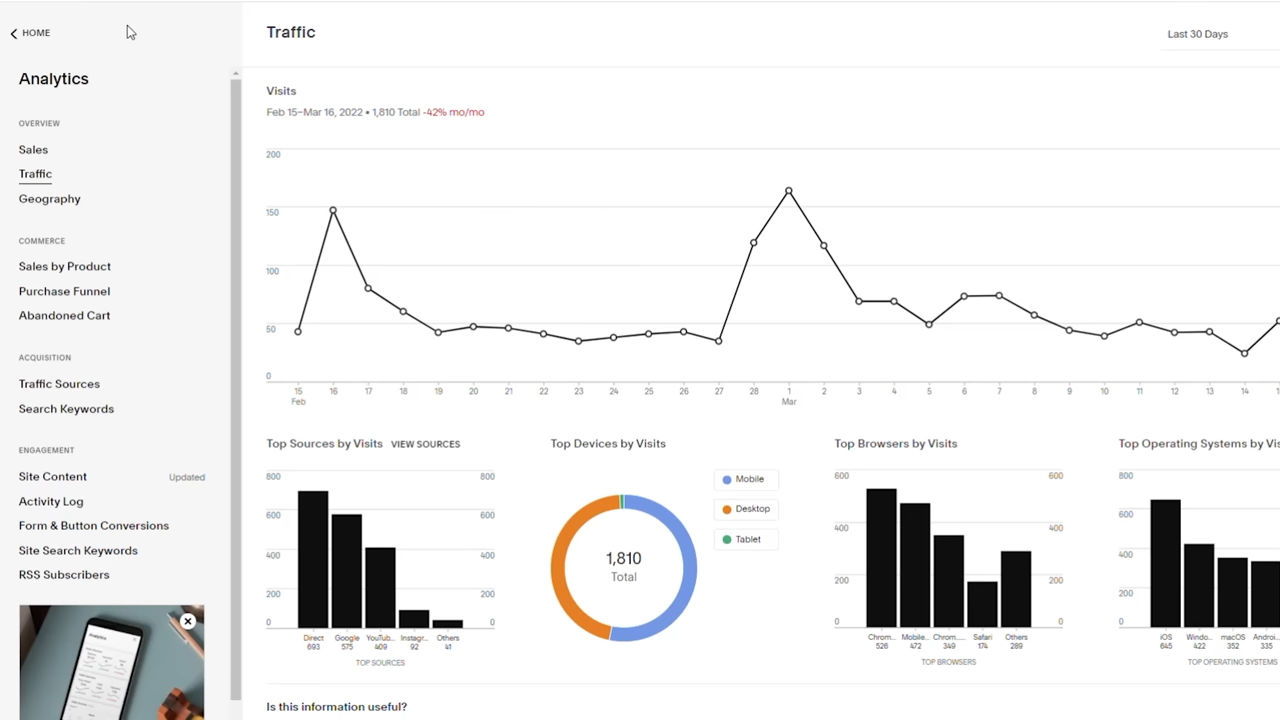 HOME
Analytics
OVERVIEW
Sales
Traffic
Geography
COMMERCE
Sales by Product
Purchase Funnel
Abandoned Cart
ACQUISITION
Traffic Sources
Search Keywords
ENGAGEMENT
Site Content Updated
Activity Log
Form & Button Conversions
Site Search Keywords
RSS Subscribers
Analytics
Traffic
Last 30 Days
Visits
Feb 15–Mar 16, 2022 • 1,810 Total -42% mo/mo
200
150
100
50
0
15 16 17 18 19 20 21 22 23 24 25 26 27 28 1 2 3 4 5 6 7 8 9 10 11 12 13 14
Feb Mar
Top Sources by Visits VIEW SOURCES
800 800
600 600
400 400
200 200
0 0
Direct Google YouTub... Instagr... Others
693 575 409 92 41
TOP SOURCES
Top Devices by Visits
Mobile
Desktop
Tablet
1,810
Total
Top Browsers by Visits
600 600
400 400
200 200
0 0
Chrom... Mobile... Chrom... Safari Others
526 472 349 174 289
TOP BROWSERS
Top Operating Systems by Vis
800
600
400
200
0
iOS Windo... macOS Androi...
645 422 352 335
TOP OPERATING SYSTEMS
Is this information useful?